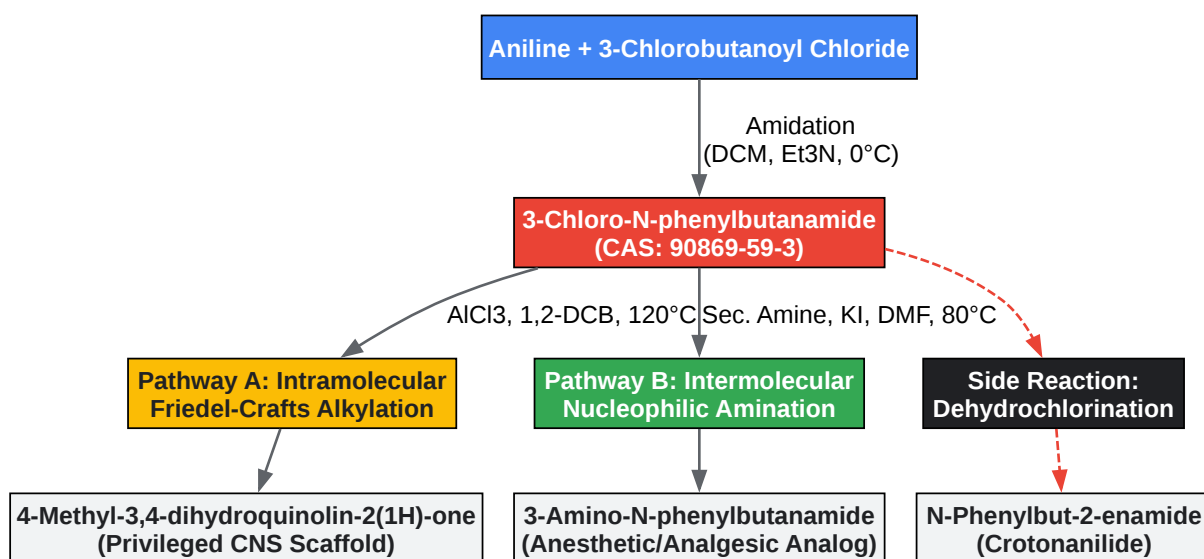 Aniline + 3-Chlorobutanoyl Chloride
Amidation
(DCM, Et3N, 0°C)
3-Chloro-N-phenylbutanamide
(CAS: 90869-59-3)
AlCl3, 1,2-DCB, 120°C
Sec. Amine, KI, DMF, 80°C
Pathway A: Intramolecular
Friedel-Crafts Alkylation
Pathway B: Intermolecular
Nucleophilic Amination
Side Reaction:
Dehydrochlorination
4-Methyl-3,4-dihydroquinolin-2(1H)-one
(Privileged CNS Scaffold)
3-Amino-N-phenylbutanamide
(Anesthetic/Analgesic Analog)
N-Phenylbut-2-enamide
(Crotonanilide)